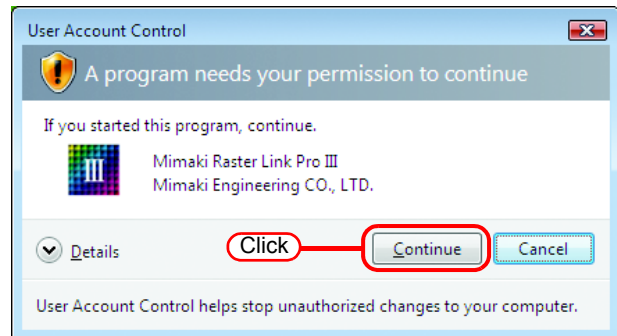 User Account Control
A program needs your permission to continue
If you started this program, continue.
III
Mimaki Raster Link Pro III
Mimaki Engineering CO., LTD.
Details
Click
Continue
Cancel
User Account Control helps stop unauthorized changes to your computer.